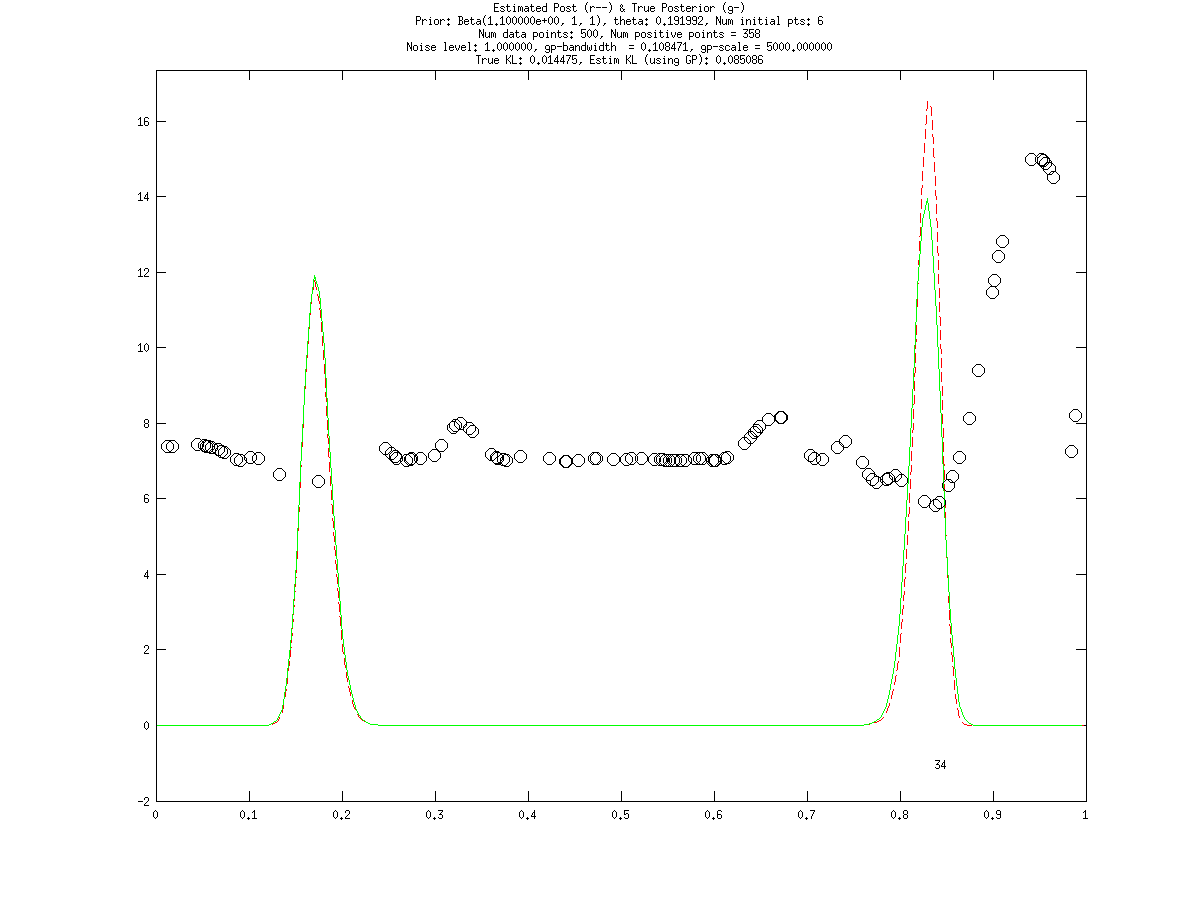 Estimated Post (r--) & True Posterior (g-)
Prior: Beta(1.100000e+00, 1, 1), theta: 0.191992, Num initial pts: 6
Num data points: 500, Num positive points = 358
Noise level: 1.000000, gp-bandwidth = 0.108471, gp-scale = 5000.000000
True KL: 0.014475, Estim KL (using GP): 0.085086
16
14
12
10
8
6
4
2
0
34
-2
0 0.1 0.2 0.3 0.4 0.5 0.6 0.7 0.8 0.9 1